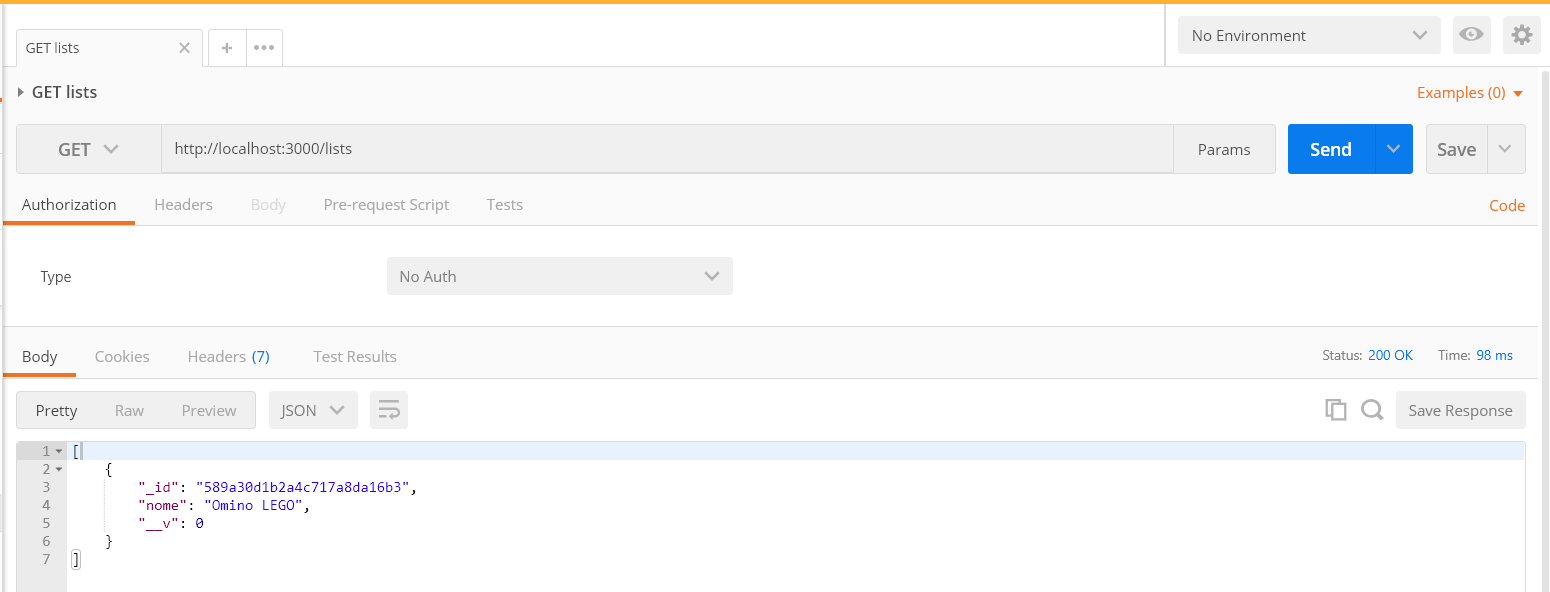 GET lists
No Environment
GET lists
Examples (0)
GET http://localhost:3000/lists Params Send Save
Authorization Headers Body Pre-request Script Tests Code
Type No Auth
Body Cookies Headers (7) Test Results Status: 200 OK Time: 98 ms
Pretty Raw Preview JSON Save Response
1 [
2 {
3 "_id": "589a30d1b2a4c717a8da16b3",
4 "nome": "Omino LEGO",
5 "__v": 0
6 }
7 ]